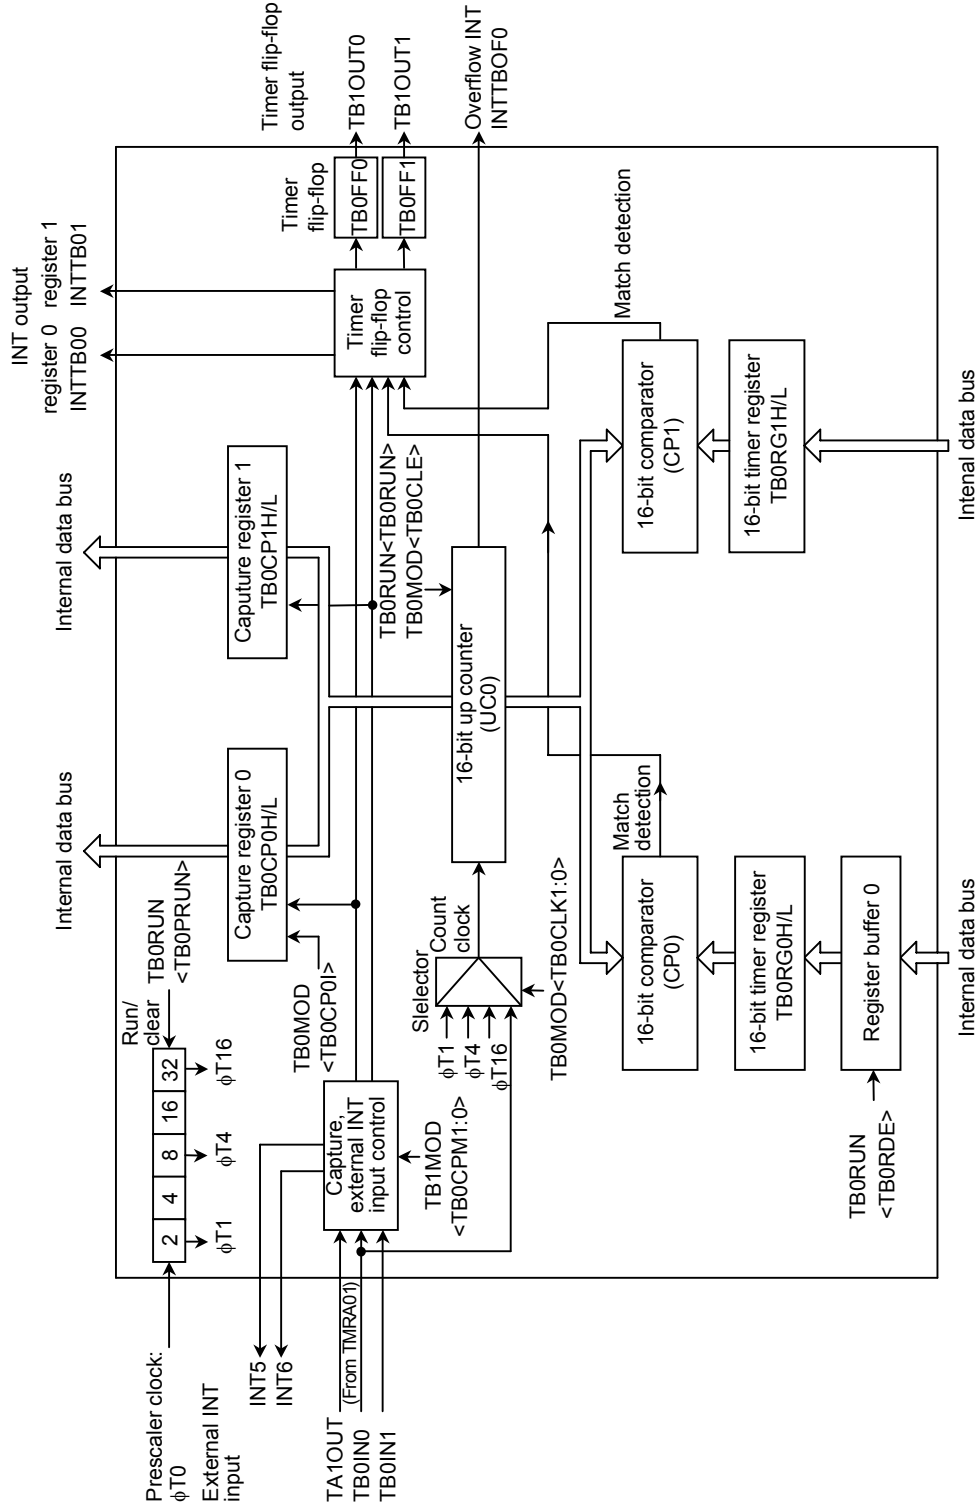 Prescaler clock:
ϕT0
External INT
input
2 4 8 16 32
Run/
clear
TB0RUN
<TB0PRUN>
ϕT1
ϕT4
ϕT16
Internal data bus
Internal data bus
INT output
register 0
register 1
INTTB00
INTTB01
Timer flip-flop
output
INT5
INT6
TA1OUT
(From TMRA01)
TB0IN0
TB0IN1
Capture,
external INT
input control
TB1MOD
<TB0CPM1:0>
TB0MOD
<TB0CP0I>
Capture register 0
TB0CP0H/L
Caputure register 1
TB0CP1H/L
Timer
flip-flop
control
Timer
flip-flop
TB0FF0
TB0FF1
TB1OUT0
TB1OUT1
TB0RUN<TB0RUN>
TB0MOD<TB0CLE>
Slelector
ϕT1
ϕT4
ϕT16
Count
clock
TB0MOD<TB0CLK1:0>
16-bit up counter
(UC0)
Overflow INT
INTTBOF0
Match
detection
Match detection
16-bit comparator
(CP0)
16-bit comparator
(CP1)
16-bit timer register
TB0RG0H/L
16-bit timer register
TB0RG1H/L
Register buffer 0
TB0RUN
<TB0RDE>
Internal data bus
Intenal data bus